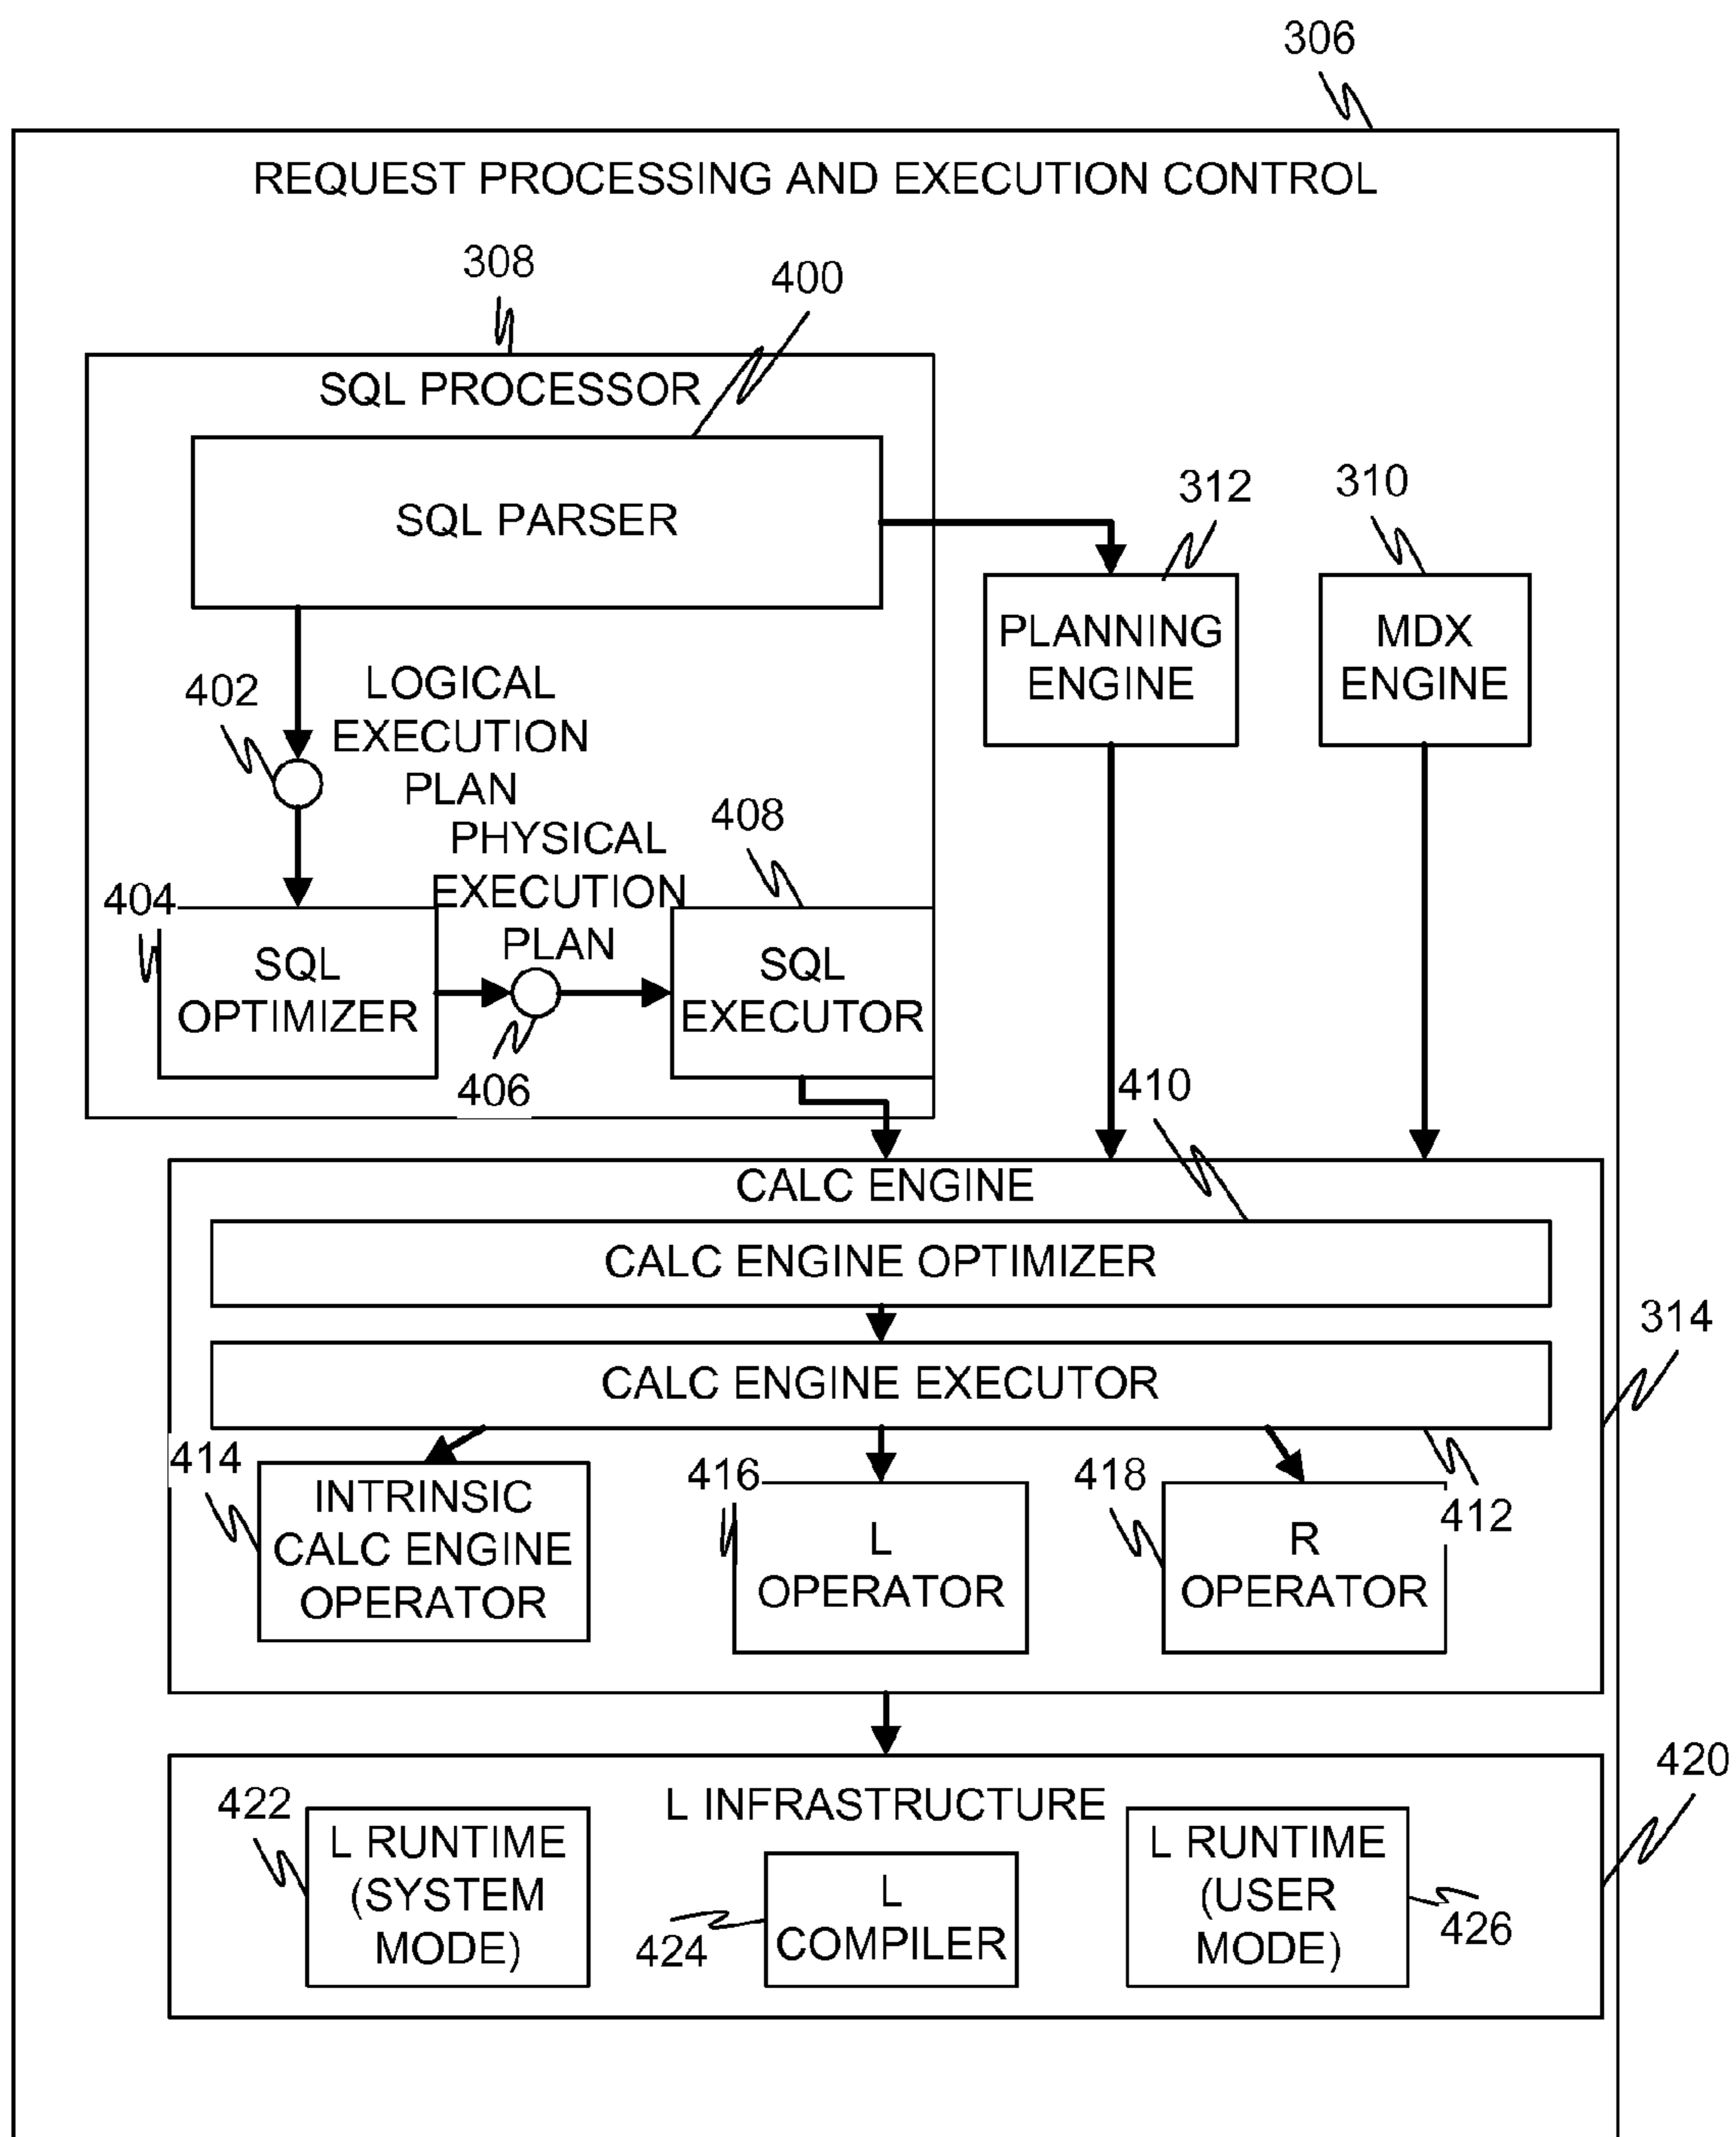 306
REQUEST PROCESSING AND EXECUTION CONTROL
308
400
SQL PROCESSOR
SQL PARSER
312
310
PLANNING
ENGINE
MDX
ENGINE
402
LOGICAL
EXECUTION
PLAN
PHYSICAL
EXECUTION
PLAN
408
404
SQL
OPTIMIZER
SQL
EXECUTOR
406
410
CALC ENGINE
CALC ENGINE OPTIMIZER
314
CALC ENGINE EXECUTOR
414
INTRINSIC
CALC ENGINE
OPERATOR
416
L
OPERATOR
418
R
OPERATOR
412
420
L INFRASTRUCTURE
422
L RUNTIME
(SYSTEM
MODE)
424
L
COMPILER
L RUNTIME
(USER
MODE)
426